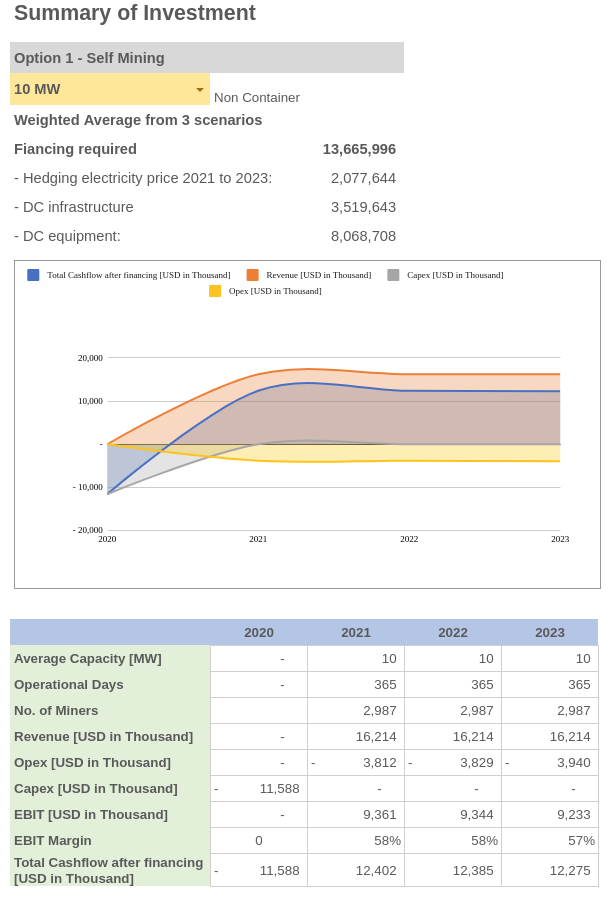 Summary of Investment
Option 1 - Self Mining
10 MW
Non Container
Weighted Average from 3 scenarios
Fiancing required 13,665,996
- Hedging electricity price 2021 to 2023: 2,077,644
- DC infrastructure 3,519,643
- DC equipment: 8,068,708
Total Cashflow after financing [USD in Thousand] Revenue [USD in Thousand] Capex [USD in Thousand]
Opex [USD in Thousand]
20,000
10,000
-
- 10,000
- 20,000
2020 2021 2022 2023
2020 2021 2022 2023
Average Capacity [MW] - 10 10 10
Operational Days - 365 365 365
No. of Miners 2,987 2,987 2,987
Revenue [USD in Thousand] - 16,214 16,214 16,214
Opex [USD in Thousand] - - 3,812 - 3,829 - 3,940
Capex [USD in Thousand] - 11,588 - - -
EBIT [USD in Thousand] - 9,361 9,344 9,233
EBIT Margin 0 58% 58% 57%
Total Cashflow after financing
[USD in Thousand] - 11,588 12,402 12,385 12,275